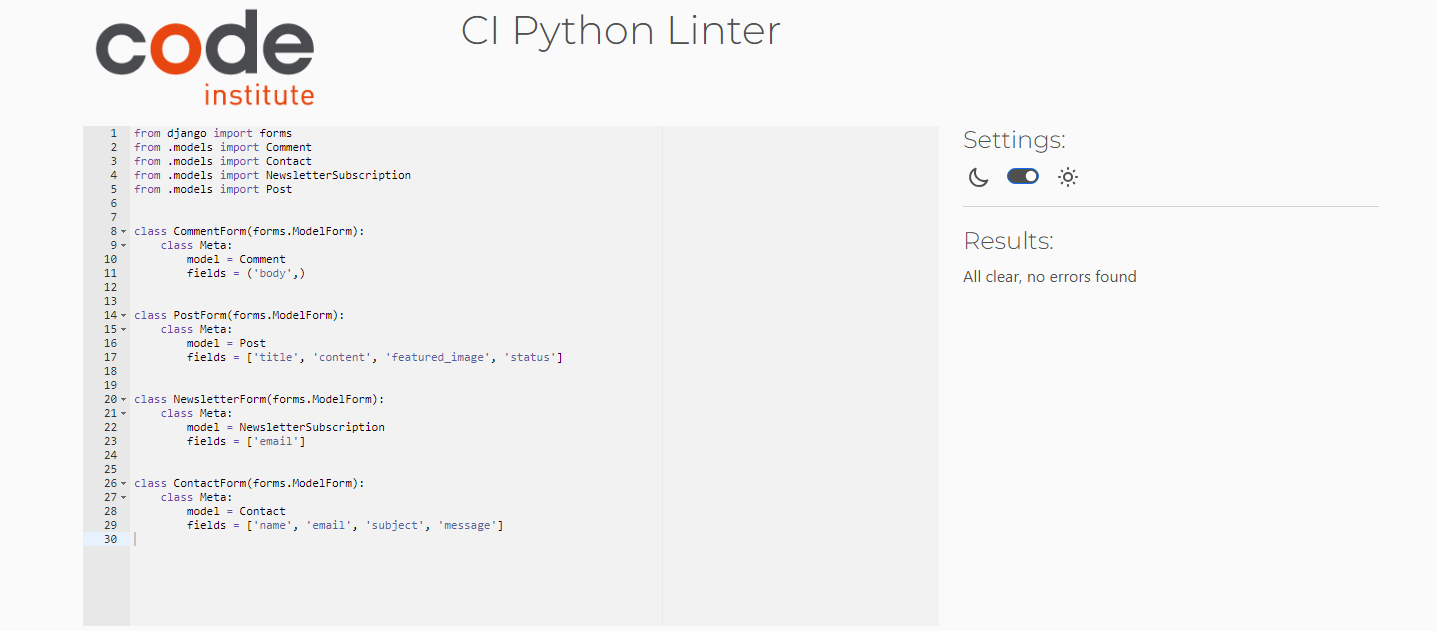 code
institute
CI Python Linter
1 from django import forms
2 from .models import Comment
3 from .models import Contact
4 from .models import NewsletterSubscription
5 from .models import Post
6
7
8 class CommentForm(forms.ModelForm):
9     class Meta:
10         model = Comment
11         fields = ('body',)
12
13
14 class PostForm(forms.ModelForm):
15     class Meta:
16         model = Post
17         fields = ['title', 'content', 'featured_image', 'status']
18
19
20 class NewsletterForm(forms.ModelForm):
21     class Meta:
22         model = NewsletterSubscription
23         fields = ['email']
24
25
26 class ContactForm(forms.ModelForm):
27     class Meta:
28         model = Contact
29         fields = ['name', 'email', 'subject', 'message']
30
Settings:
Results:
All clear, no errors found